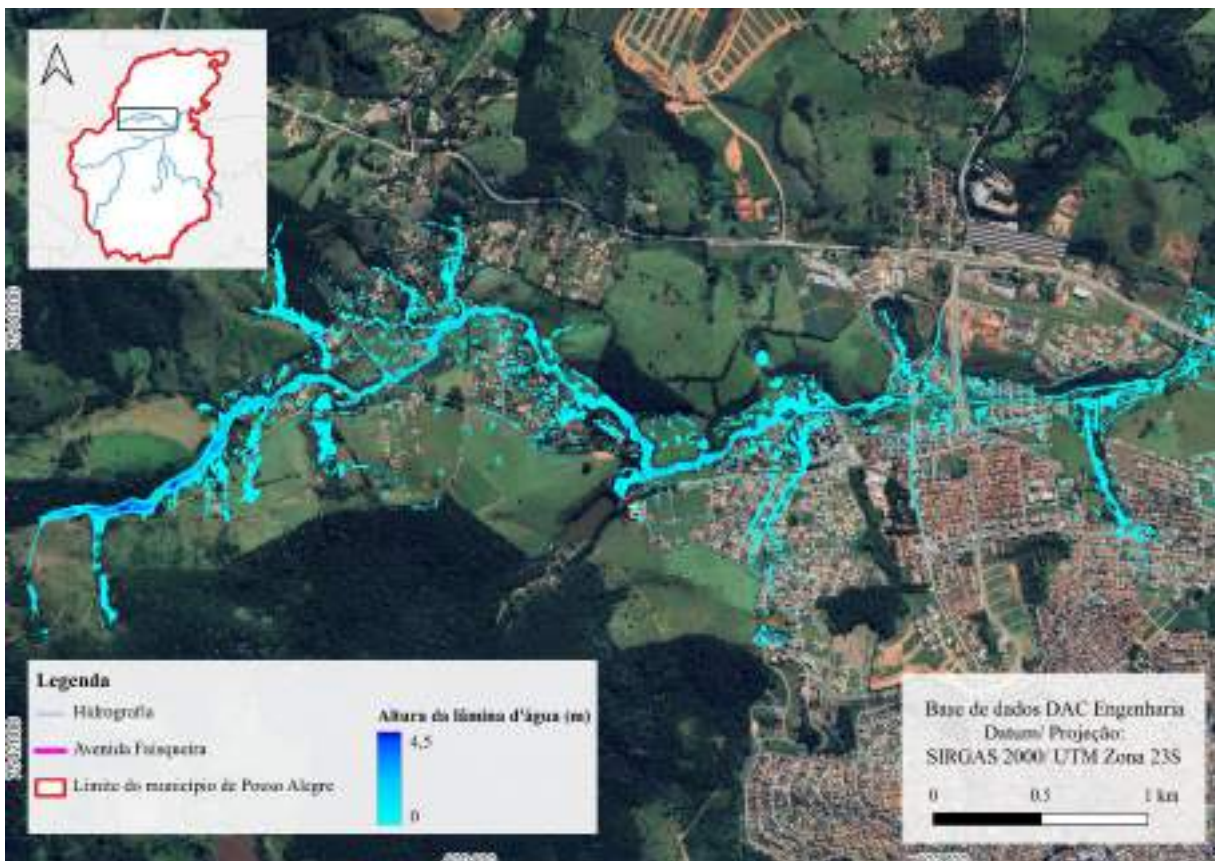 Legenda
Hidrografia
Avenida Faisqueira
Limite do município de Pouso Alegre
Altura da lâmina d'água (m)
4,5
0
Base de dados DAC Engenharia
Datum/ Projeção:
SIRGAS 2000/ UTM Zona 23S
0 0.5 1 km